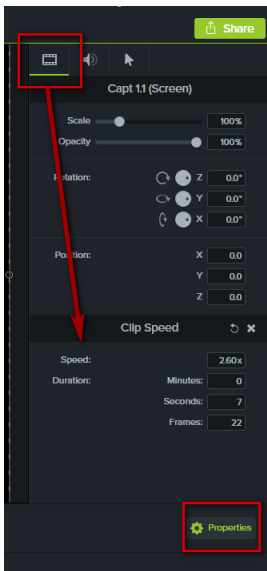 Share
Capt 1.1 (Screen)
Scale 100%
Opacity 100%
Rotation: Z 0.0°
Y 0.0°
X 0.0°
Position: X 0.0
Y 0.0
Z 0.0
Clip Speed
Speed: 2.60x
Duration: Minutes: 0
Seconds: 7
Frames: 22
Properties